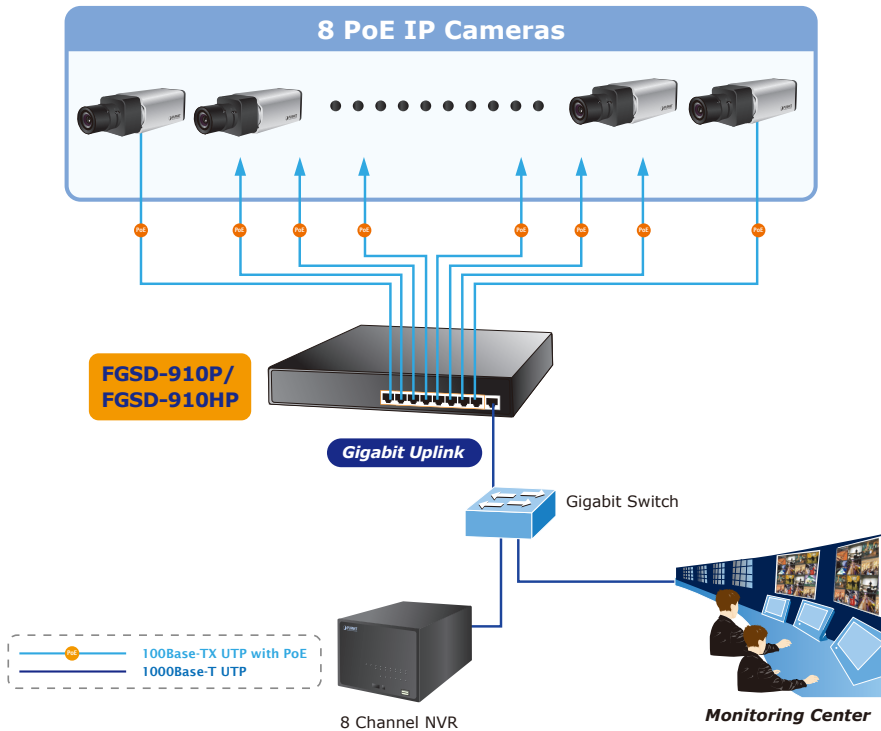 8 PoE IP Cameras
PoE
PoE
PoE
PoE
PoE
PoE
PoE
PoE
FGSD-910P/
FGSD-910HP
Gigabit Uplink
Gigabit Switch
PoE
100Base-TX UTP with PoE
1000Base-T UTP
8 Channel NVR
Monitoring Center